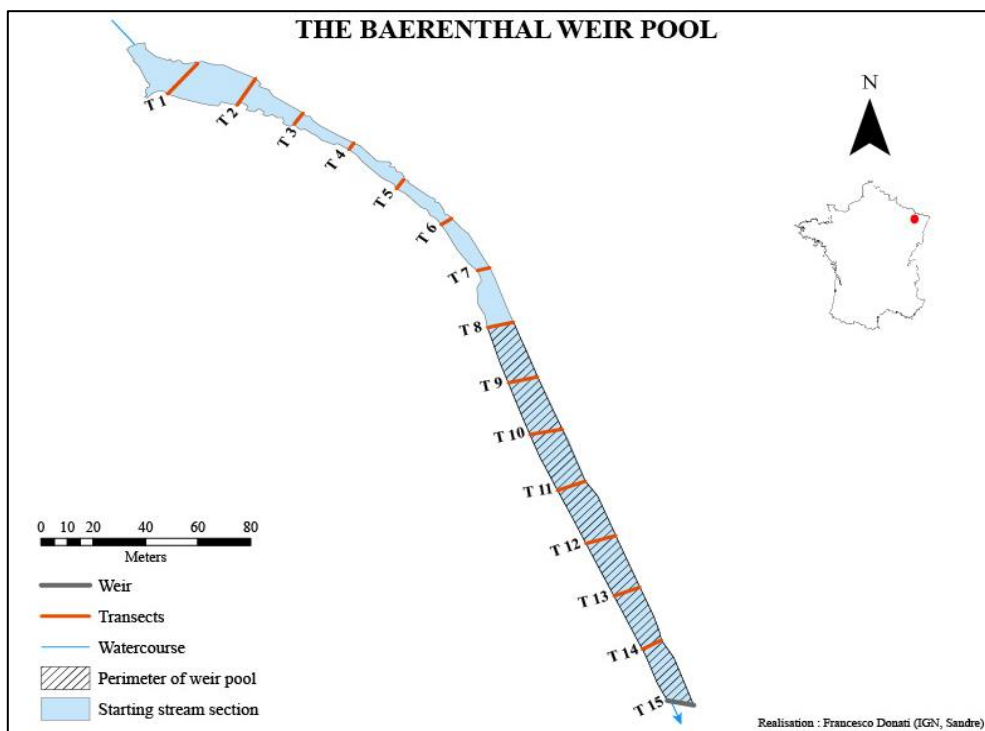 THE BAERENTHAL WEIR POOL
N
T 1
T 2
T 3
T 4
T 5
T 6
T 7
T 8
T 9
T 10
T 11
T 12
T 13
T 14
T 15
0 10 20 40 60 80
Meters
Weir
Transects
Watercourse
Perimeter of weir pool
Starting stream section
Realisation : Francesco Donati (IGN, Sandre)